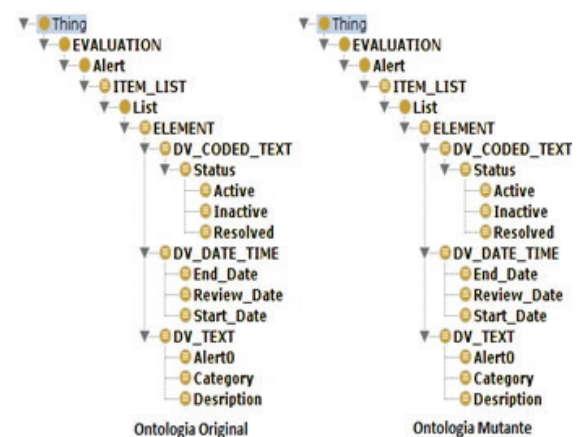 Thing
EVALUATION
Alert
ITEM_LIST
List
ELEMENT
DV_CODED_TEXT
Status
Active
Inactive
Resolved
DV_DATE_TIME
End_Date
Review_Date
Start_Date
DV_TEXT
Alert0
Category
Desription
Ontologia Original
Thing
EVALUATION
Alert
ITEM_LIST
List
ELEMENT
DV_CODED_TEXT
Status
Active
Inactive
Resolved
DV_DATE_TIME
End_Date
Review_Date
Start_Date
DV_TEXT
Alert0
Category
Desription
Ontologia Mutante